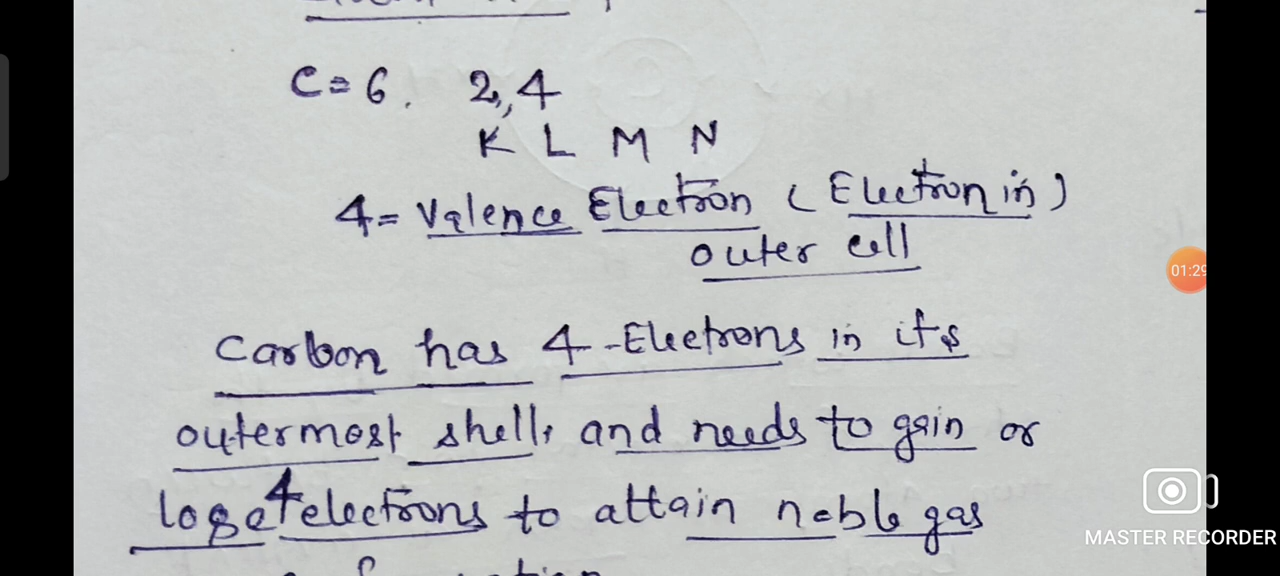 C = 6. 2, 4
K L M N
4 = Valence Electron ( Electron in )
outer cell
Carbon has 4 - Electrons in its
outermost shell, and needs to gain or
lose 4 electrons to attain noble gas
01:29
MASTER RECORDER